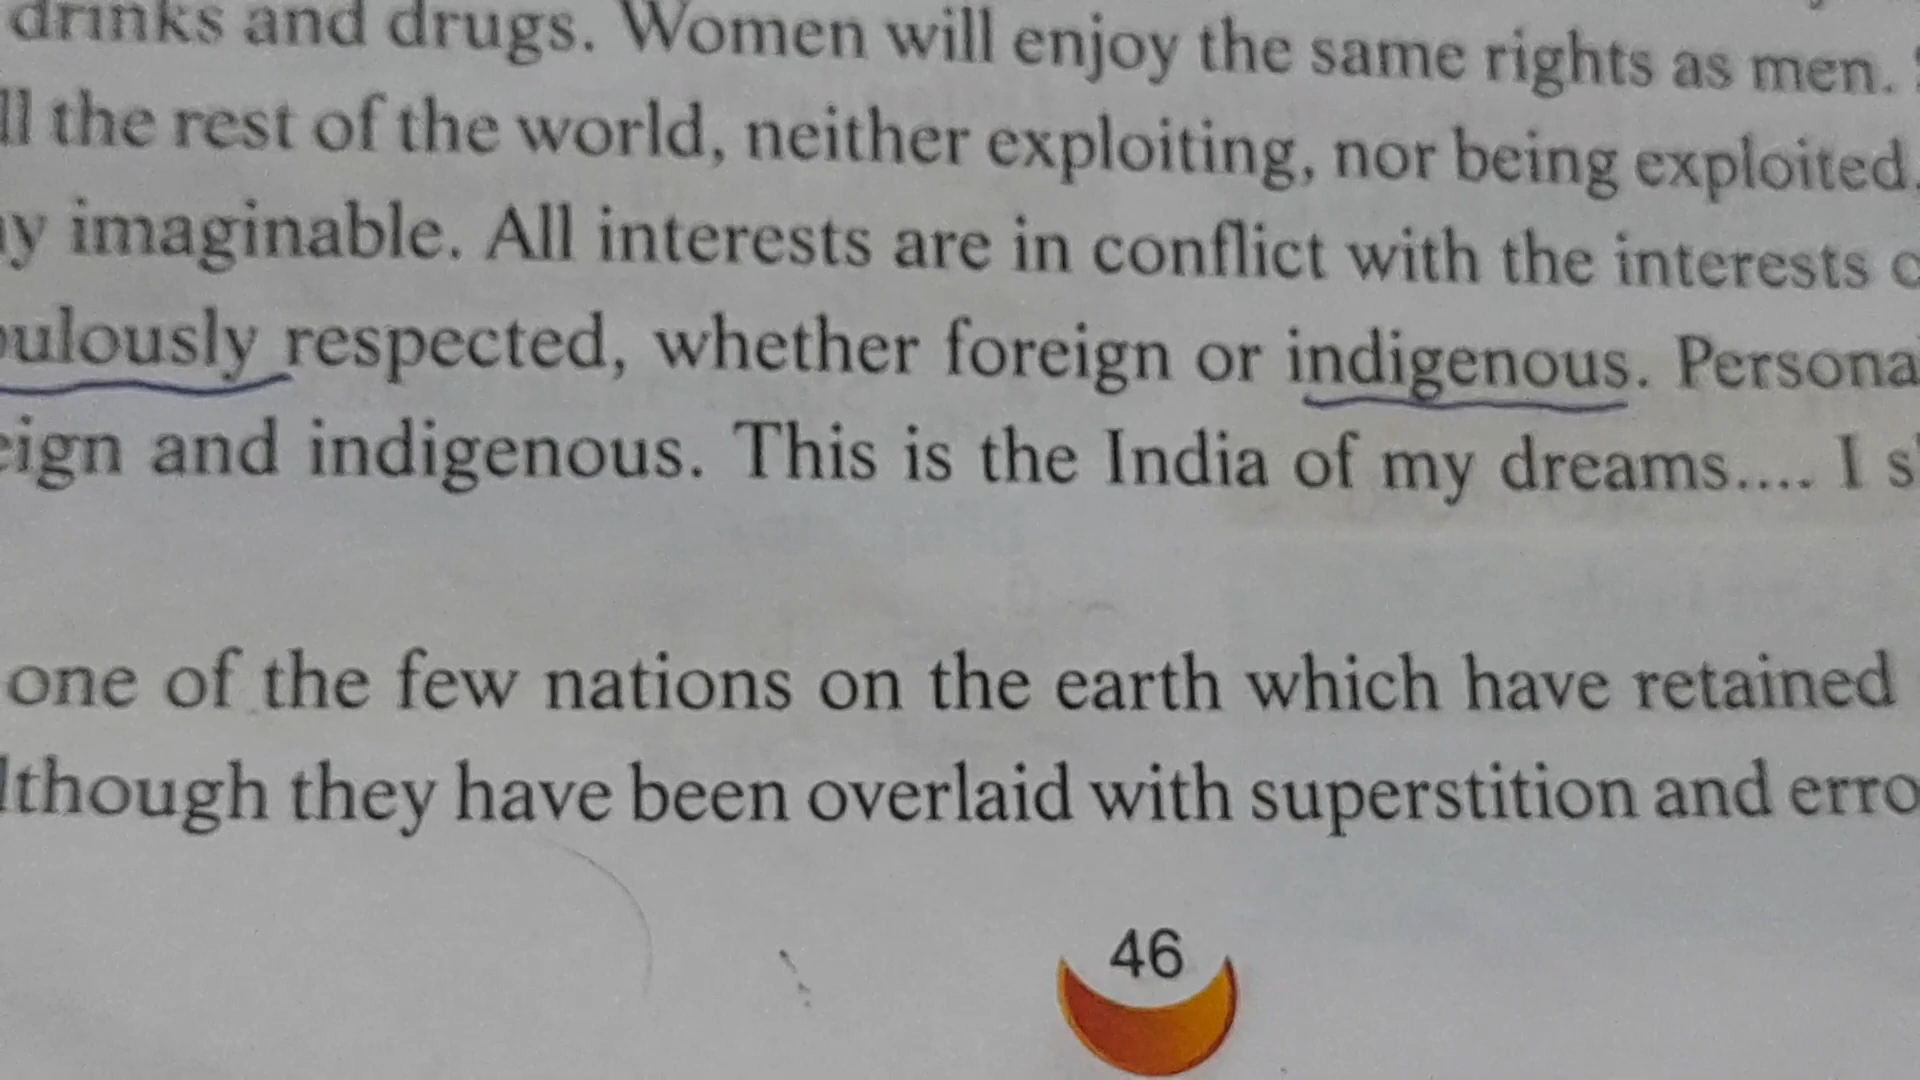 drinks and drugs. Women will enjoy the same rights as men.
ll the rest of the world, neither exploiting, nor being exploited.
y imaginable. All interests are in conflict with the interests
ulously respected, whether foreign or indigenous. Persona
ign and indigenous. This is the India of my dreams.... I s
one of the few nations on the earth which have retained
lthough they have been overlaid with superstition and erro
46